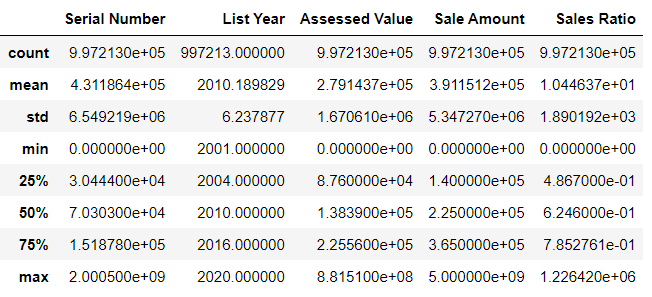 Serial Number List Year Assessed Value Sale Amount Sales Ratio
count 9.972130e+05 997213.000000 9.972130e+05 9.972130e+05 9.972130e+05
mean 4.311864e+05 2010.189829 2.791437e+05 3.911512e+05 1.044637e+01
std 6.549219e+06 6.237877 1.670610e+06 5.347270e+06 1.890192e+03
min 0.000000e+00 2001.000000 0.000000e+00 0.000000e+00 0.000000e+00
25% 3.044400e+04 2004.000000 8.760000e+04 1.400000e+05 4.867000e-01
50% 7.030300e+04 2010.000000 1.383900e+05 2.250000e+05 6.246000e-01
75% 1.518780e+05 2016.000000 2.255600e+05 3.650000e+05 7.852761e-01
max 2.000500e+09 2020.000000 8.815100e+08 5.000000e+09 1.226420e+06